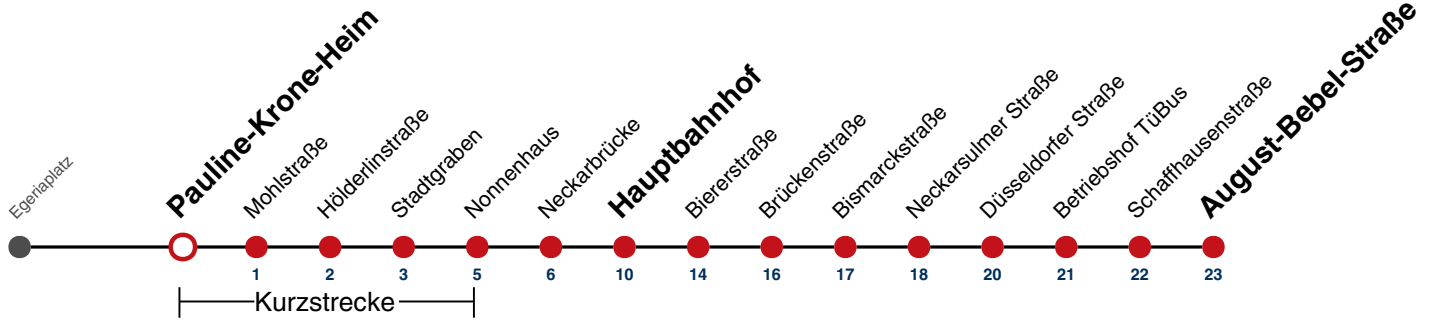 Egeriaplatz
Pauline-Krone-Heim
Mohlstraße
Hölderlinstraße
Stadtgraben
Nonnenhaus
Neckarbrücke
Hauptbahnhof
Biererstraße
Brückenstraße
Bismarckstraße
Neckarsulmer Straße
Düsseldorfer Straße
Betriebshof TüBus
Schaffhausenstraße
August-Bebel-Straße
1 2 3 5 6 10 14 16 17 18 20 21 22 23
Kurzstrecke